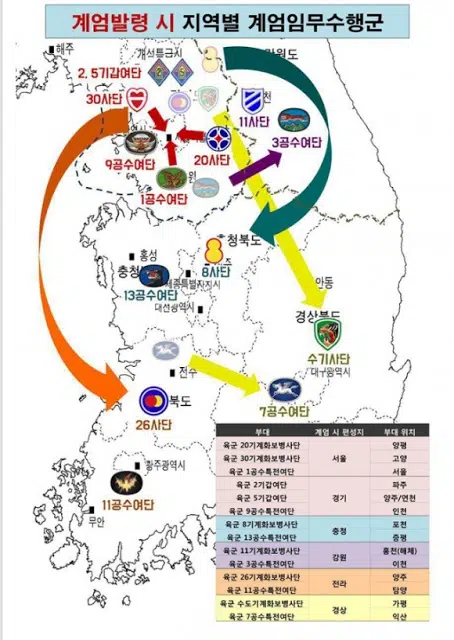 계엄발령 시 지역별 계엄임무수행군
해주
개성특급시
강원도
2, 5기갑여단
30사단
11사단
3공수여단
9공수여단
20사단
1공수여단
청북도
홍성
충청
8사단
세종특별자치시
13공수여단
대전광역시
안동
경상북도
수기사단
대구광역시
전주
북도
26사단
7공수여단
광주광역시
11공수여단
무안
부대 계엄 시 편성지 부대 위치
육군 20기계화보병사단 양평
육군 30기계화보병사단 서울 고양
육군 1공수특전여단 서울
육군 2기갑여단 파주
육군 5기갑여단 경기 양주/연천
육군 9공수특전여단 인천
육군 8기계화보병사단 충청 포천
육군 13공수특전여단 증평
육군 11기계화보병사단 강원 홍천(해체)
육군 3공수특전여단 이천
육군 26기계화보병사단 전라 양주
육군 11공수특전여단 담양
육군 수도기계화보병사단 경상 가평
육군 7공수특전여단 익산